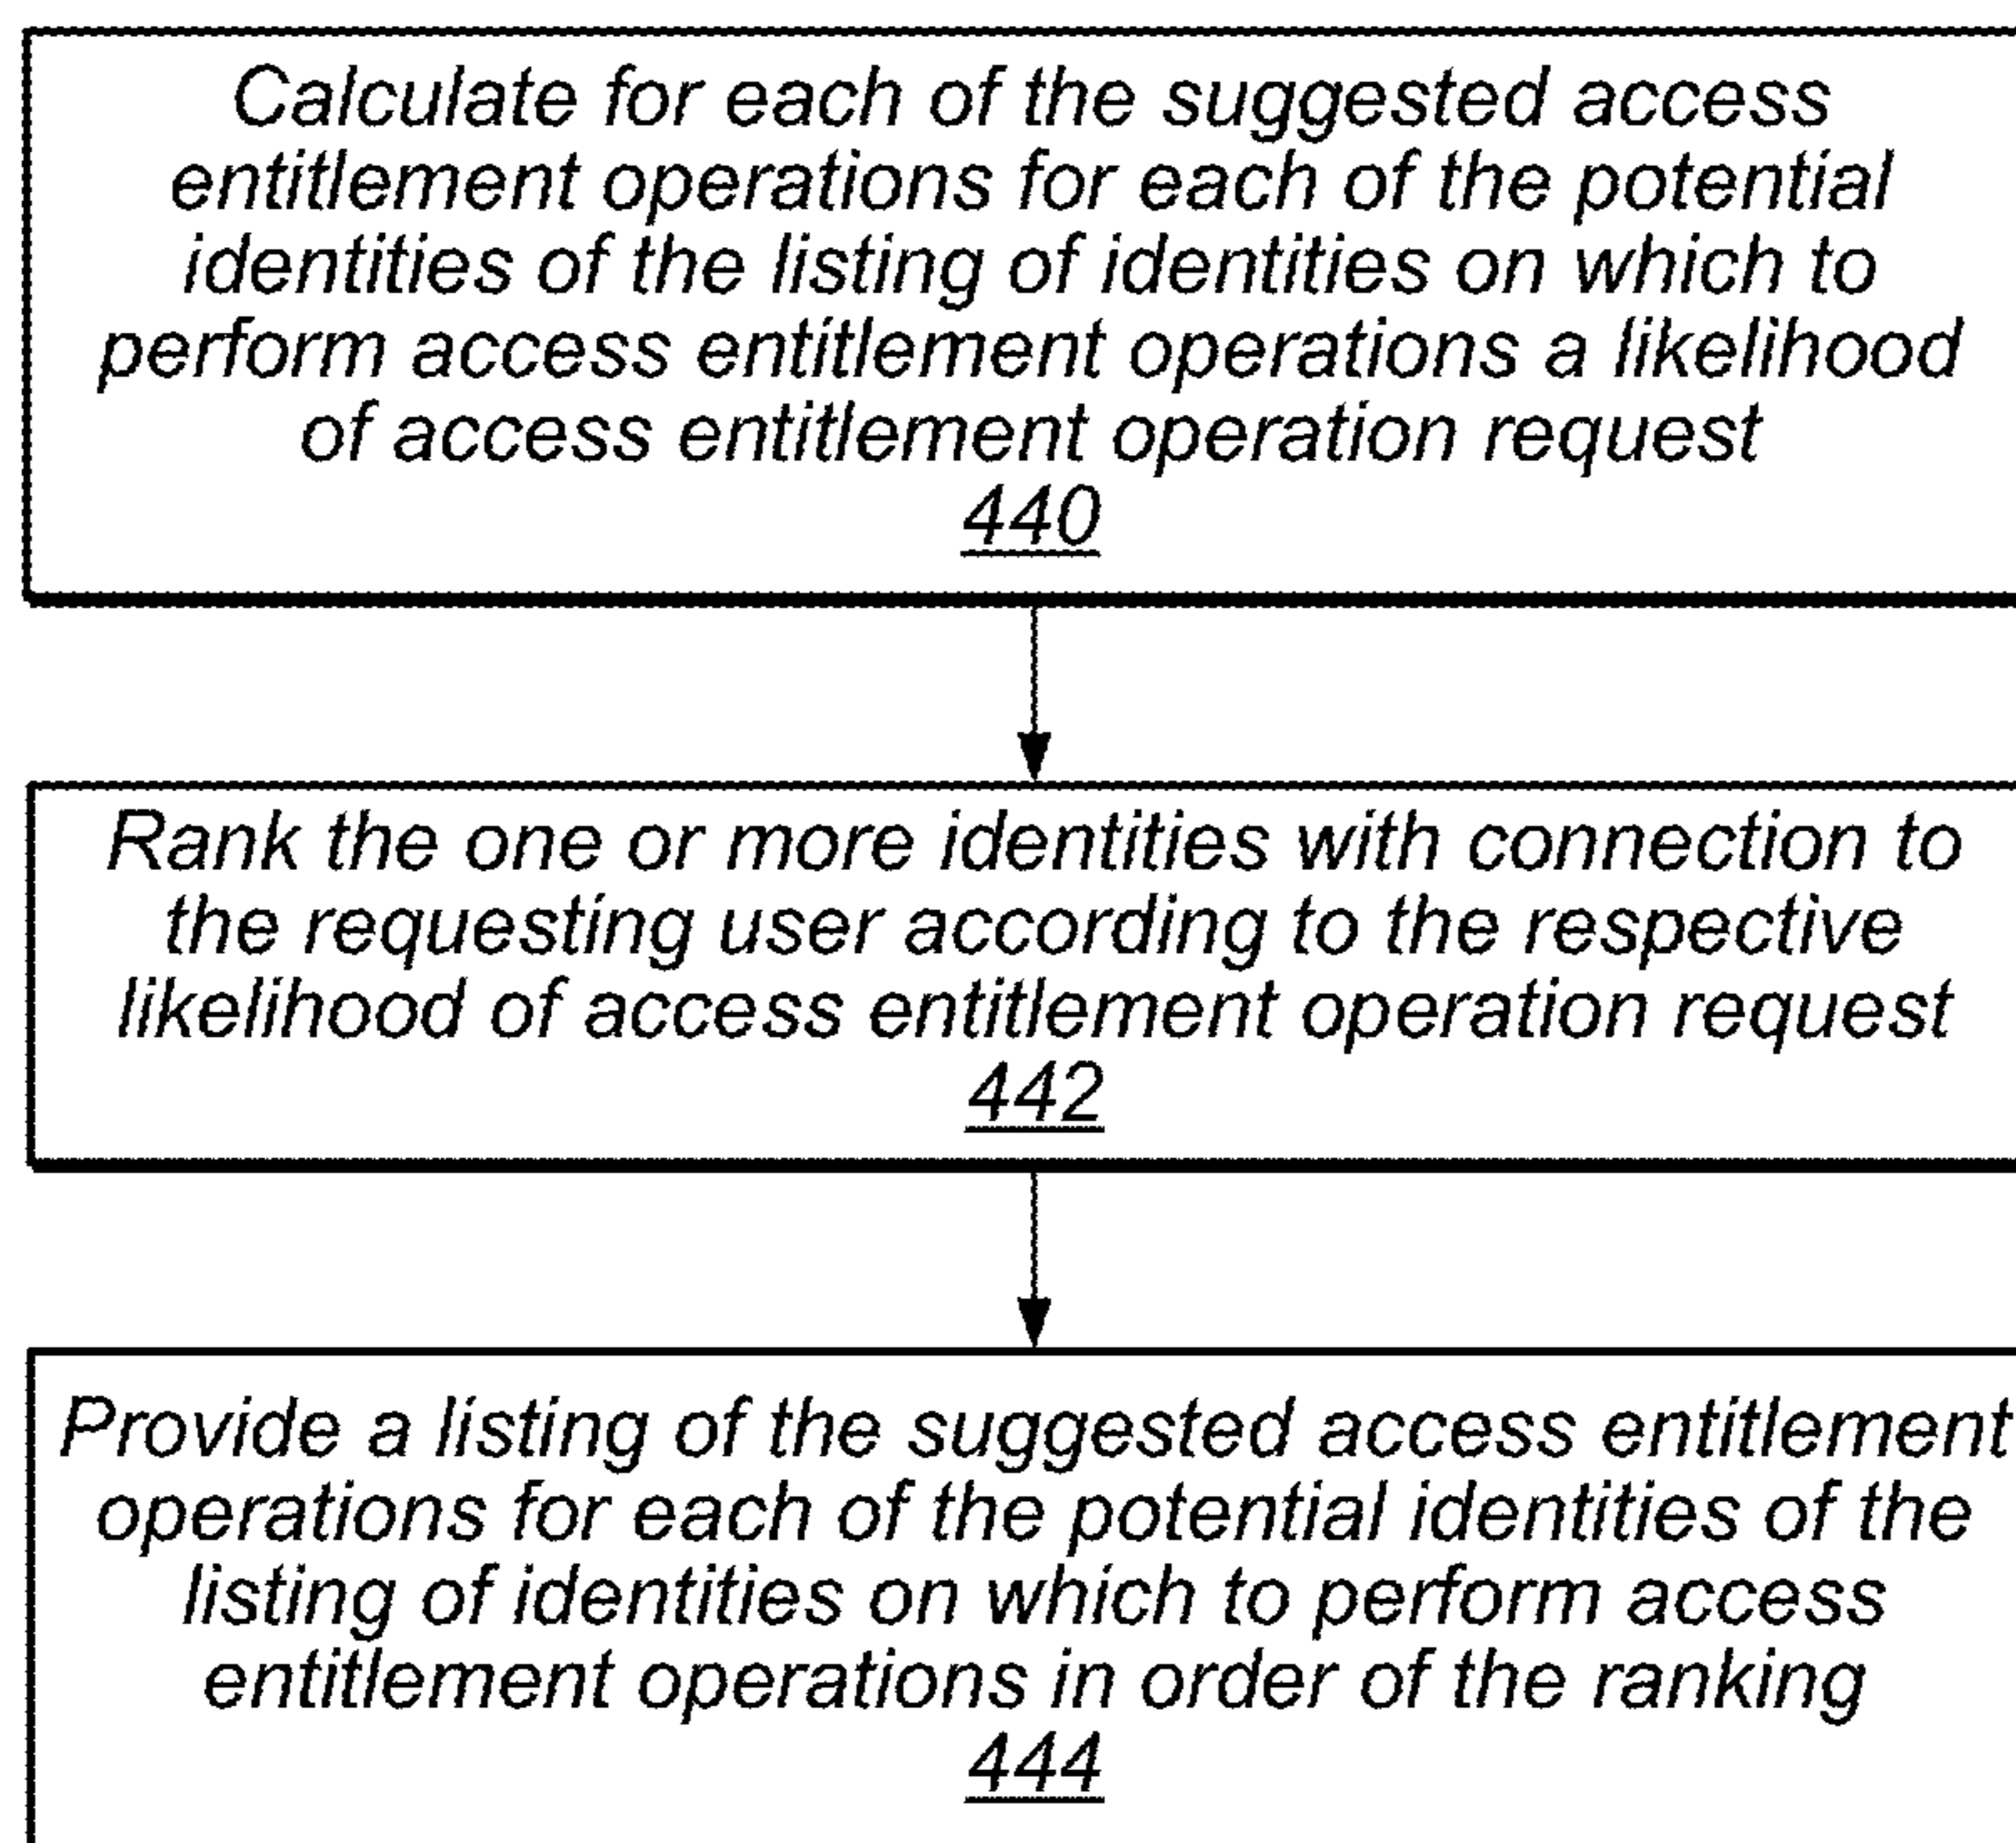 Calculate for each of the suggested access
entitlement operations for each of the potential
identities of the listing of identities on which to
perform access entitlement operations a likelihood
of access entitlement operation request
440
Rank the one or more identities with connection to
the requesting user according to the respective
likelihood of access entitlement operation request
442
Provide a listing of the suggested access entitlement
operations for each of the potential identities of the
listing of identities on which to perform access
entitlement operations in order of the ranking
444